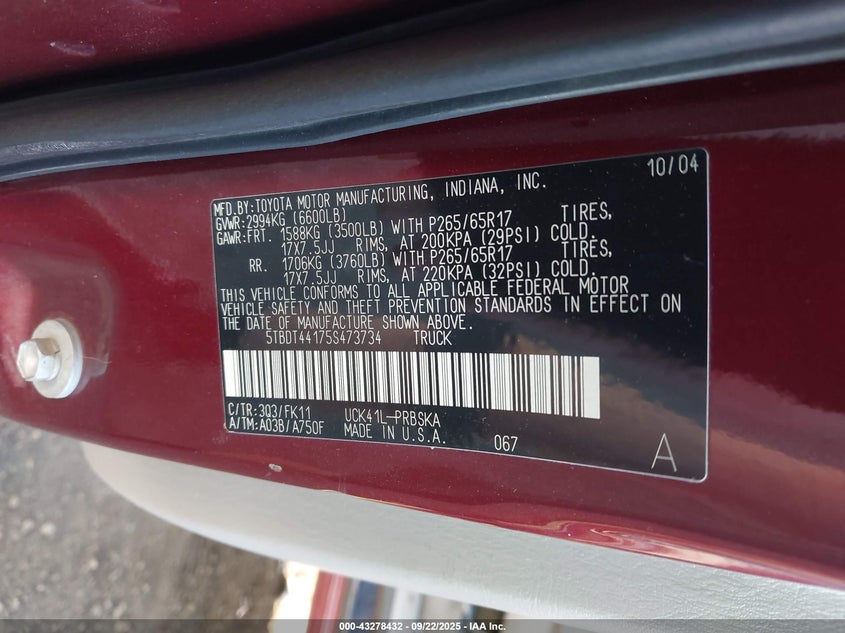 10/04
MFD.BY:TOYOTA MOTOR MANUFACTURING, INDIANA, INC.
GVWR:2994KG (6600LB)
GAWR:FRT. 1588KG (3500LB) WITH P265/65R17 TIRES,
17X7.5JJ RIMS, AT 200KPA (29PSI) COLD.
RR. 1706KG (3760LB) WITH P265/65R17 TIRES,
17X7.5JJ RIMS, AT 220KPA (32PSI) COLD.
THIS VEHICLE CONFORMS TO ALL APPLICABLE FEDERAL MOTOR
VEHICLE SAFETY AND THEFT PREVENTION STANDARDS IN EFFECT ON
THE DATE OF MANUFACTURE SHOWN ABOVE.
5TBDT44175S473734 TRUCK
C/TR:3Q3/FK11 UCK41L-PRBSKA
A/TM:A03B/A750F MADE IN U.S.A. 067
A
000-43278432 - 09/22/2025 - IAA Inc.